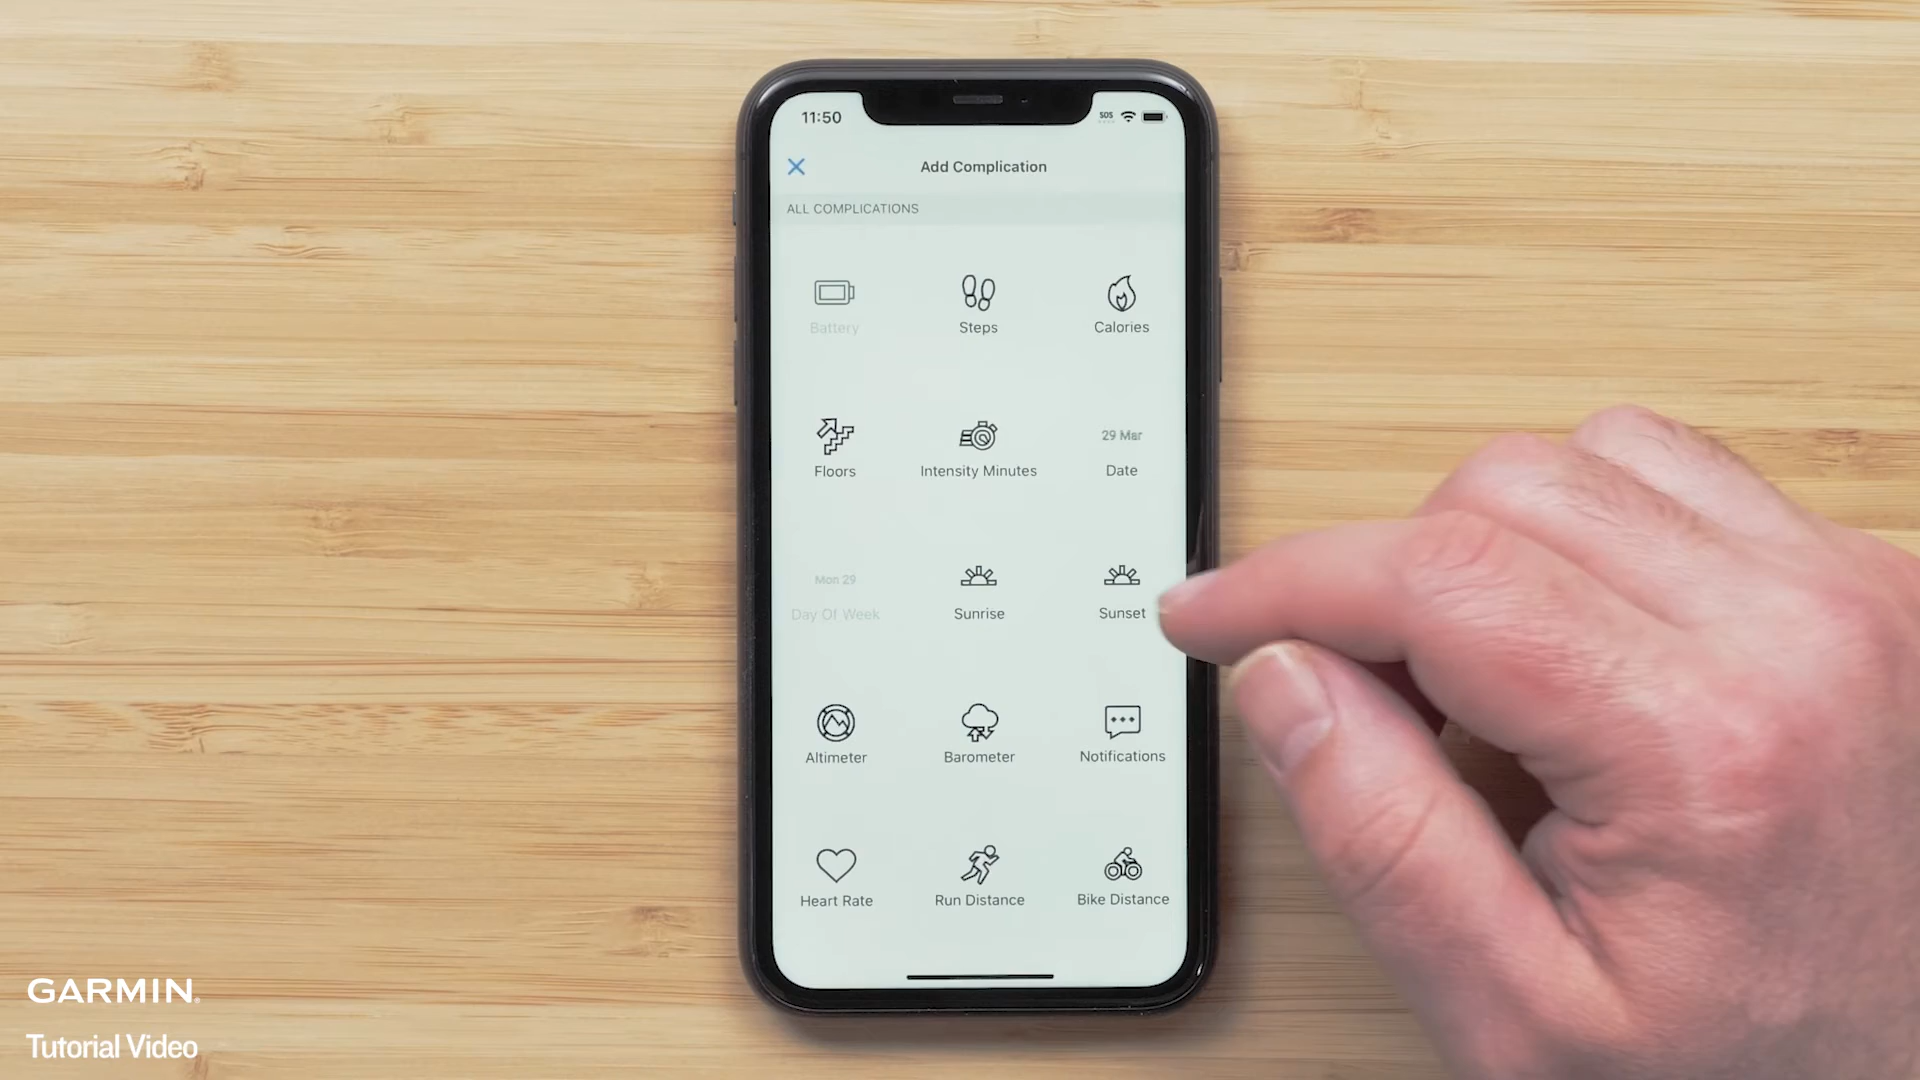 11:50
SOS
Add Complication
ALL COMPLICATIONS
Battery
Steps
Calories
Floors
Intensity Minutes
29 Mar
Date
Mon 29
Day Of Week
Sunrise
Sunset
Altimeter
Barometer
Notifications
Heart Rate
Run Distance
Bike Distance
GARMIN®
Tutorial Video